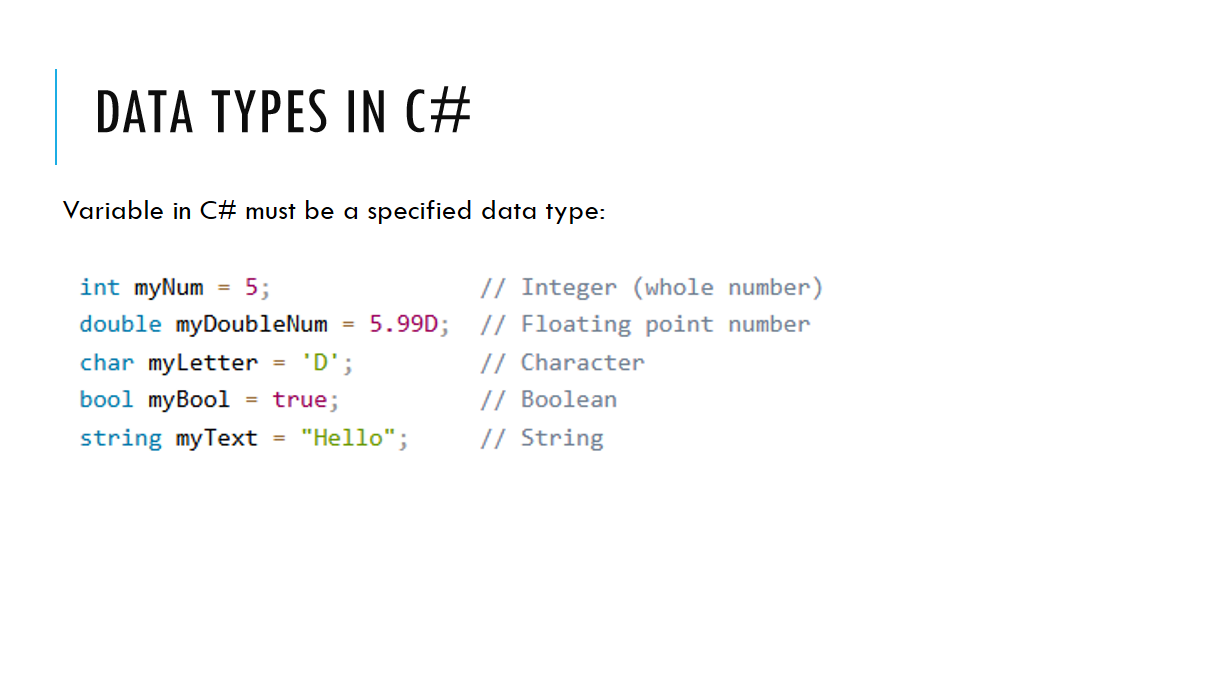 DATA TYPES IN C#
Variable in C# must be a specified data type:
int myNum = 5;               // Integer (whole number)
double myDoubleNum = 5.99D;  // Floating point number
char myLetter = 'D';         // Character
bool myBool = true;          // Boolean
string myText = "Hello";     // String